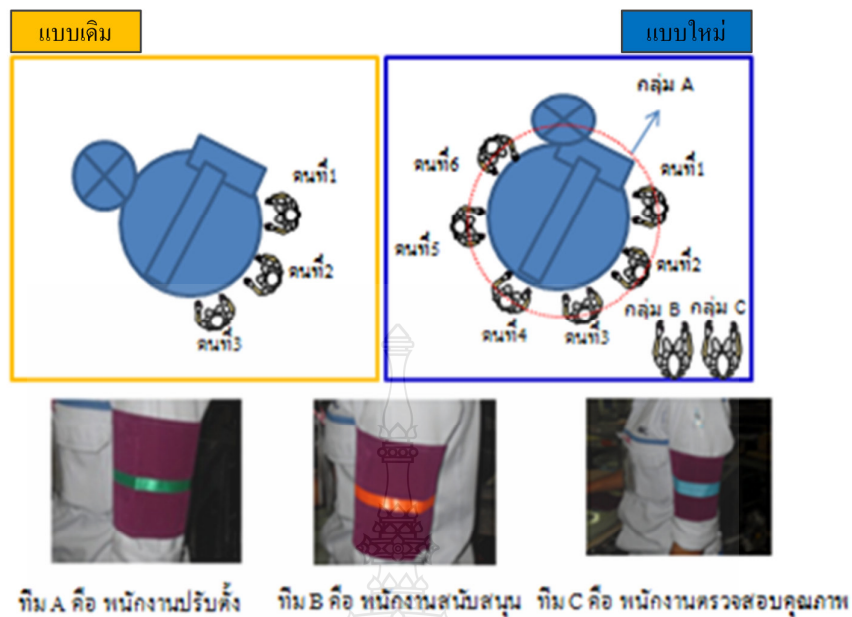 แบบเดิม
แบบใหม่
กลุ่ม A
คนที่1
คนที่2
คนที่3
คนที่6
คนที่1
คนที่5
คนที่2
คนที่4
คนที่3
กลุ่ม B กลุ่ม C
ทีม A คือ พนักงานปรับตั้ง
ทีม B คือ พนักงานสนับสนุน
ทีม C คือ พนักงานตรวจสอบคุณภาพ